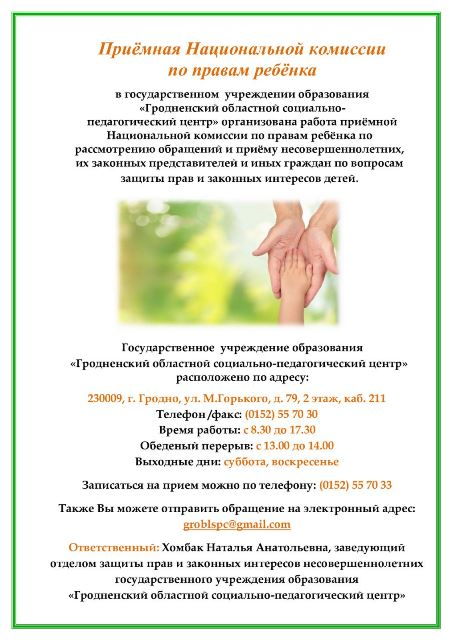 Приёмная Национальной комиссии
по правам ребёнка
в государственном учреждении образования
«Гродненский областной социально-
педагогический центр» организована работа приёмной
Национальной комиссии по правам ребёнка по
рассмотрению обращений и приёму несовершеннолетних,
их законных представителей и иных граждан по вопросам
защиты прав и законных интересов детей.
Государственное учреждение образования
«Гродненский областной социально-педагогический центр»
расположено по адресу:
230009, г. Гродно, ул. М.Горького, д. 79, 2 этаж, каб. 211
Телефон/факс: (0152) 55 70 30
Время работы: с 8.30 до 17.30
Обеденый перерыв: с 13.00 до 14.00
Выходные дни: суббота, воскресенье
Записаться на прием можно по телефону: (0152) 55 70 33
Также Вы можете отправить обращение на электронный адрес:
groblspc@gmail.com
Ответственный: Хомбак Наталья Анатольевна, заведующий
отделом защиты прав и законных интересов несовершеннолетних
государственного учреждения образования
«Гродненский областной социально-педагогический центр»